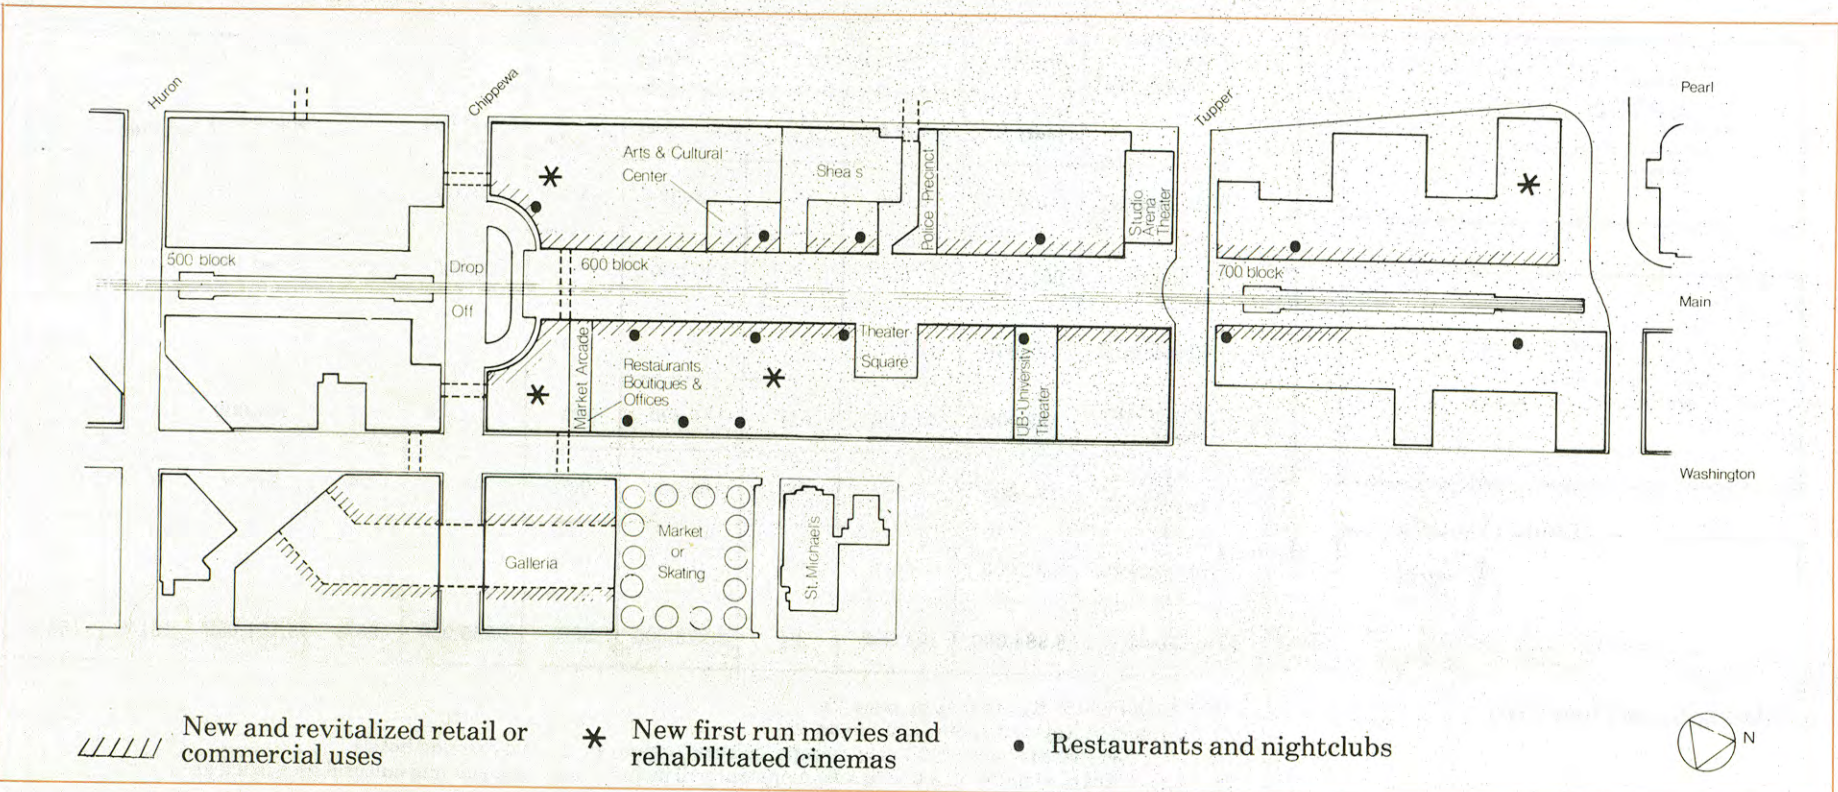 Huron
Chippewa
Tupper
Pearl
Arts & Cultural
Center
Shea s
Police Precinct
Studio
Arena
Theater
500 block
Drop
Off
600 block
700 block
Main
Market Arcade
Restaurants,
Boutiques &
Offices
Theater
Square
UB-University
Theater
Washington
Galleria
Market
or
Skating
St. Michael's
New and revitalized retail or
commercial uses
New first run movies and
rehabilitated cinemas
Restaurants and nightclubs
N